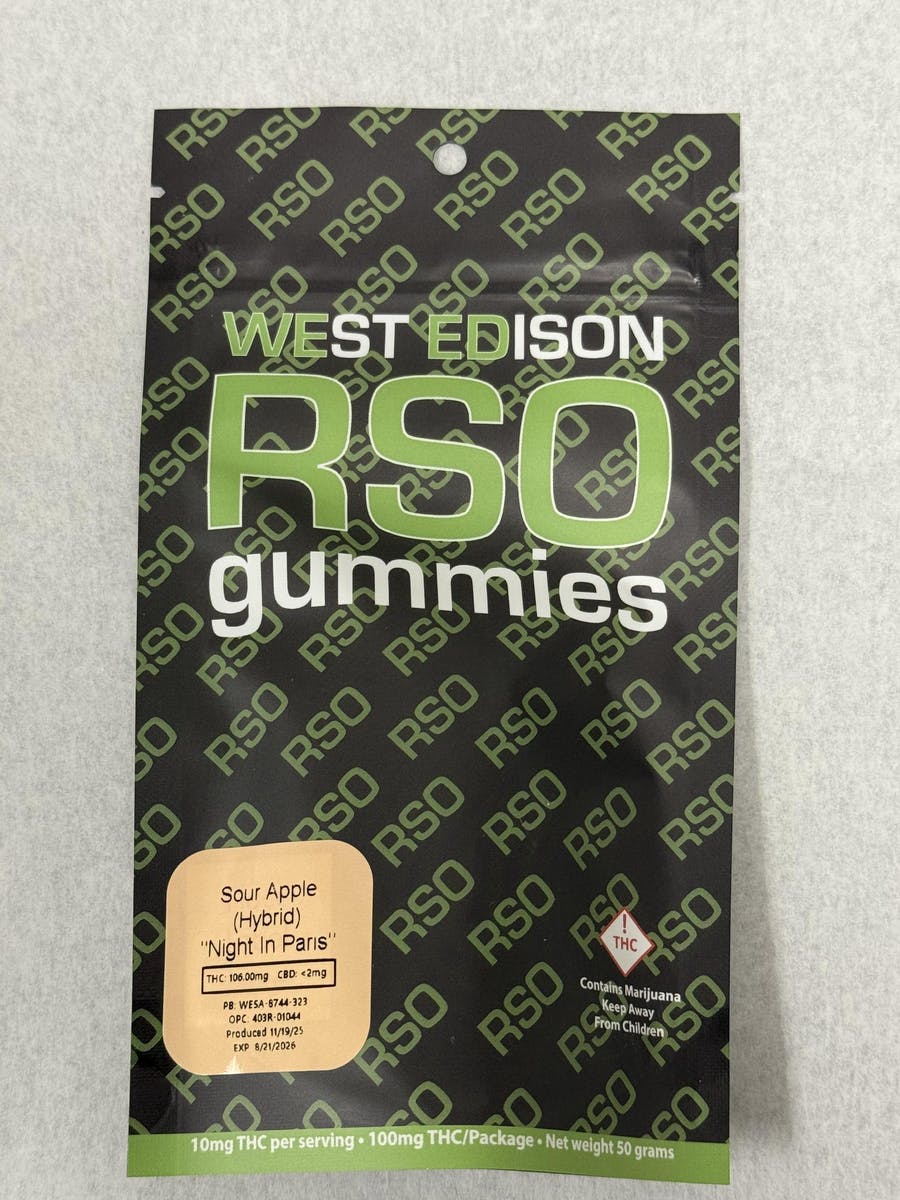 WEST EDISON
RSO
gummies
Sour Apple
(Hybrid)
"Night In Paris"
THC: 106.00mg CBD: <2mg
PB: WESA-8744-323
OPC: 403R-01044
Produced 11/19/25
EXP 8/21/2026
!
THC
Contains Marijuana
Keep Away
From Children
10mg THC per serving • 100mg THC/Package • Net weight 50 grams